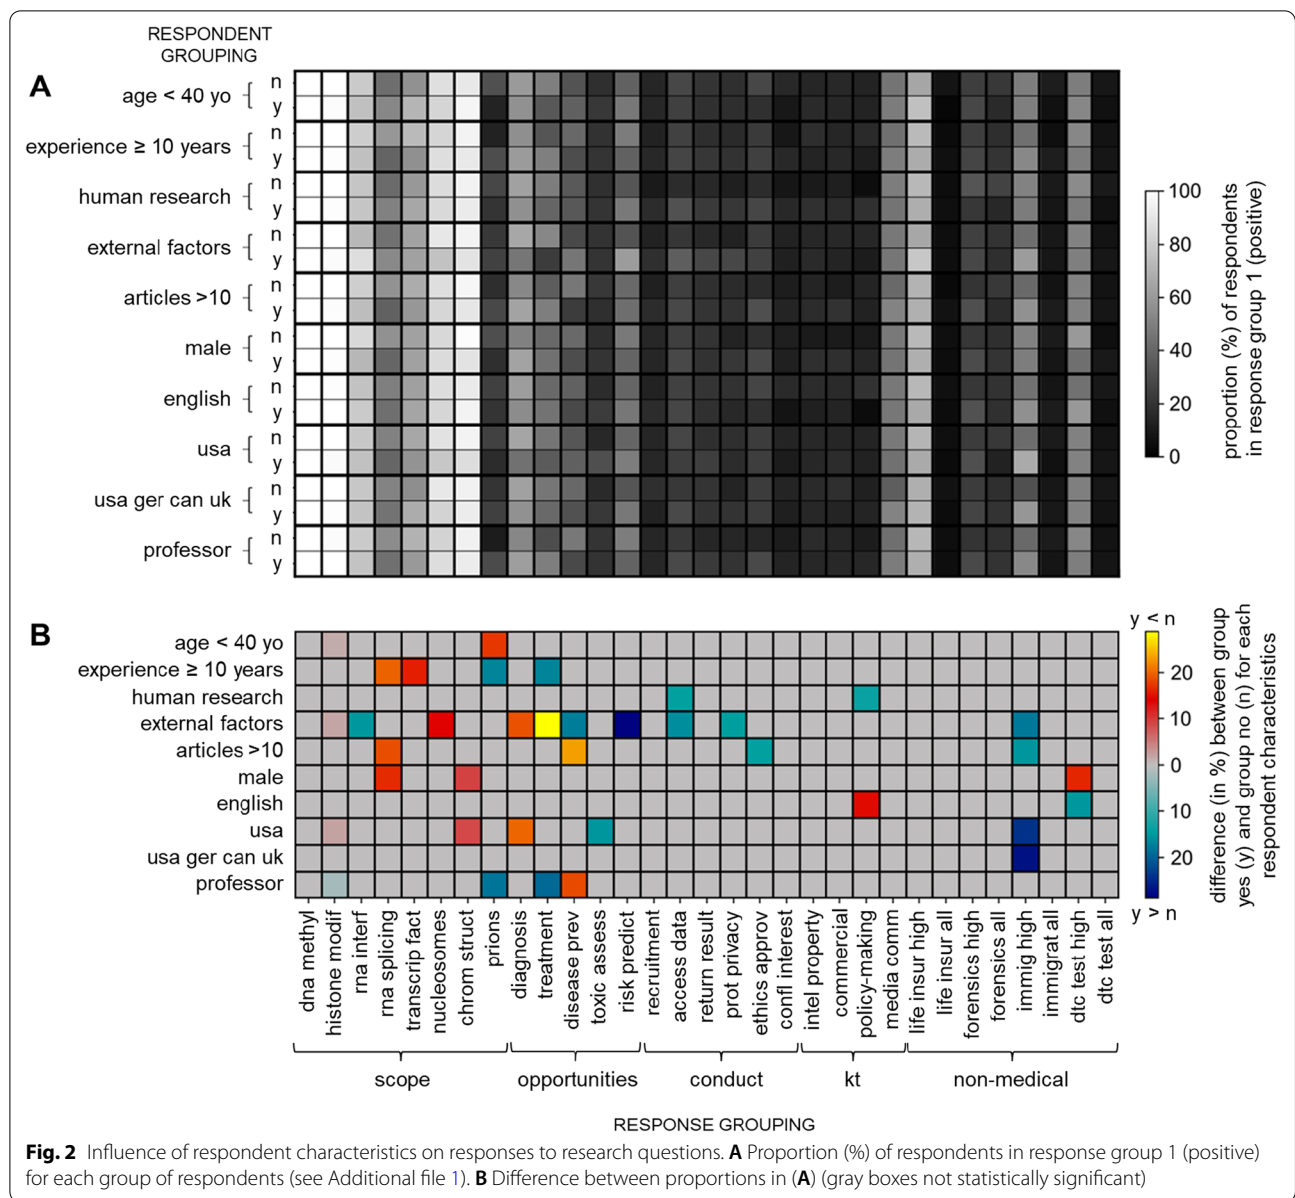 RESPONDENT
GROUPING
A
age < 40 yo
n
y
experience ≥ 10 years
n
y
human research
n
y
external factors
n
y
articles >10
n
y
male
n
y
english
n
y
usa
n
y
usa ger can uk
n
y
professor
n
y
100
80
60
40
20
0
proportion (%) of respondents
in response group 1 (positive)
B
age < 40 yo
experience ≥ 10 years
human research
external factors
articles >10
male
english
usa
usa ger can uk
professor
y < n
20
10
0
10
20
y > n
difference (in %) between group
yes (y) and group no (n) for each
respondent characteristics
dna methyl
histone modif
rna interf
rna splicing
transcrip fact
nucleosomes
chrom struct
prions
diagnosis
treatment
disease prev
toxic assess
risk predict
recruitment
access data
return result
prot privacy
ethics approv
confl interest
intel property
commercial
policy-making
media comm
life insur high
life insur all
forensics high
forensics all
immig high
immigrat all
dtc test high
dtc test all
scope
opportunities
conduct
kt
non-medical
RESPONSE GROUPING
Fig. 2 Influence of respondent characteristics on responses to research questions. A Proportion (%) of respondents in response group 1 (positive)
for each group of respondents (see Additional file 1). B Difference between proportions in (A) (gray boxes not statistically significant)